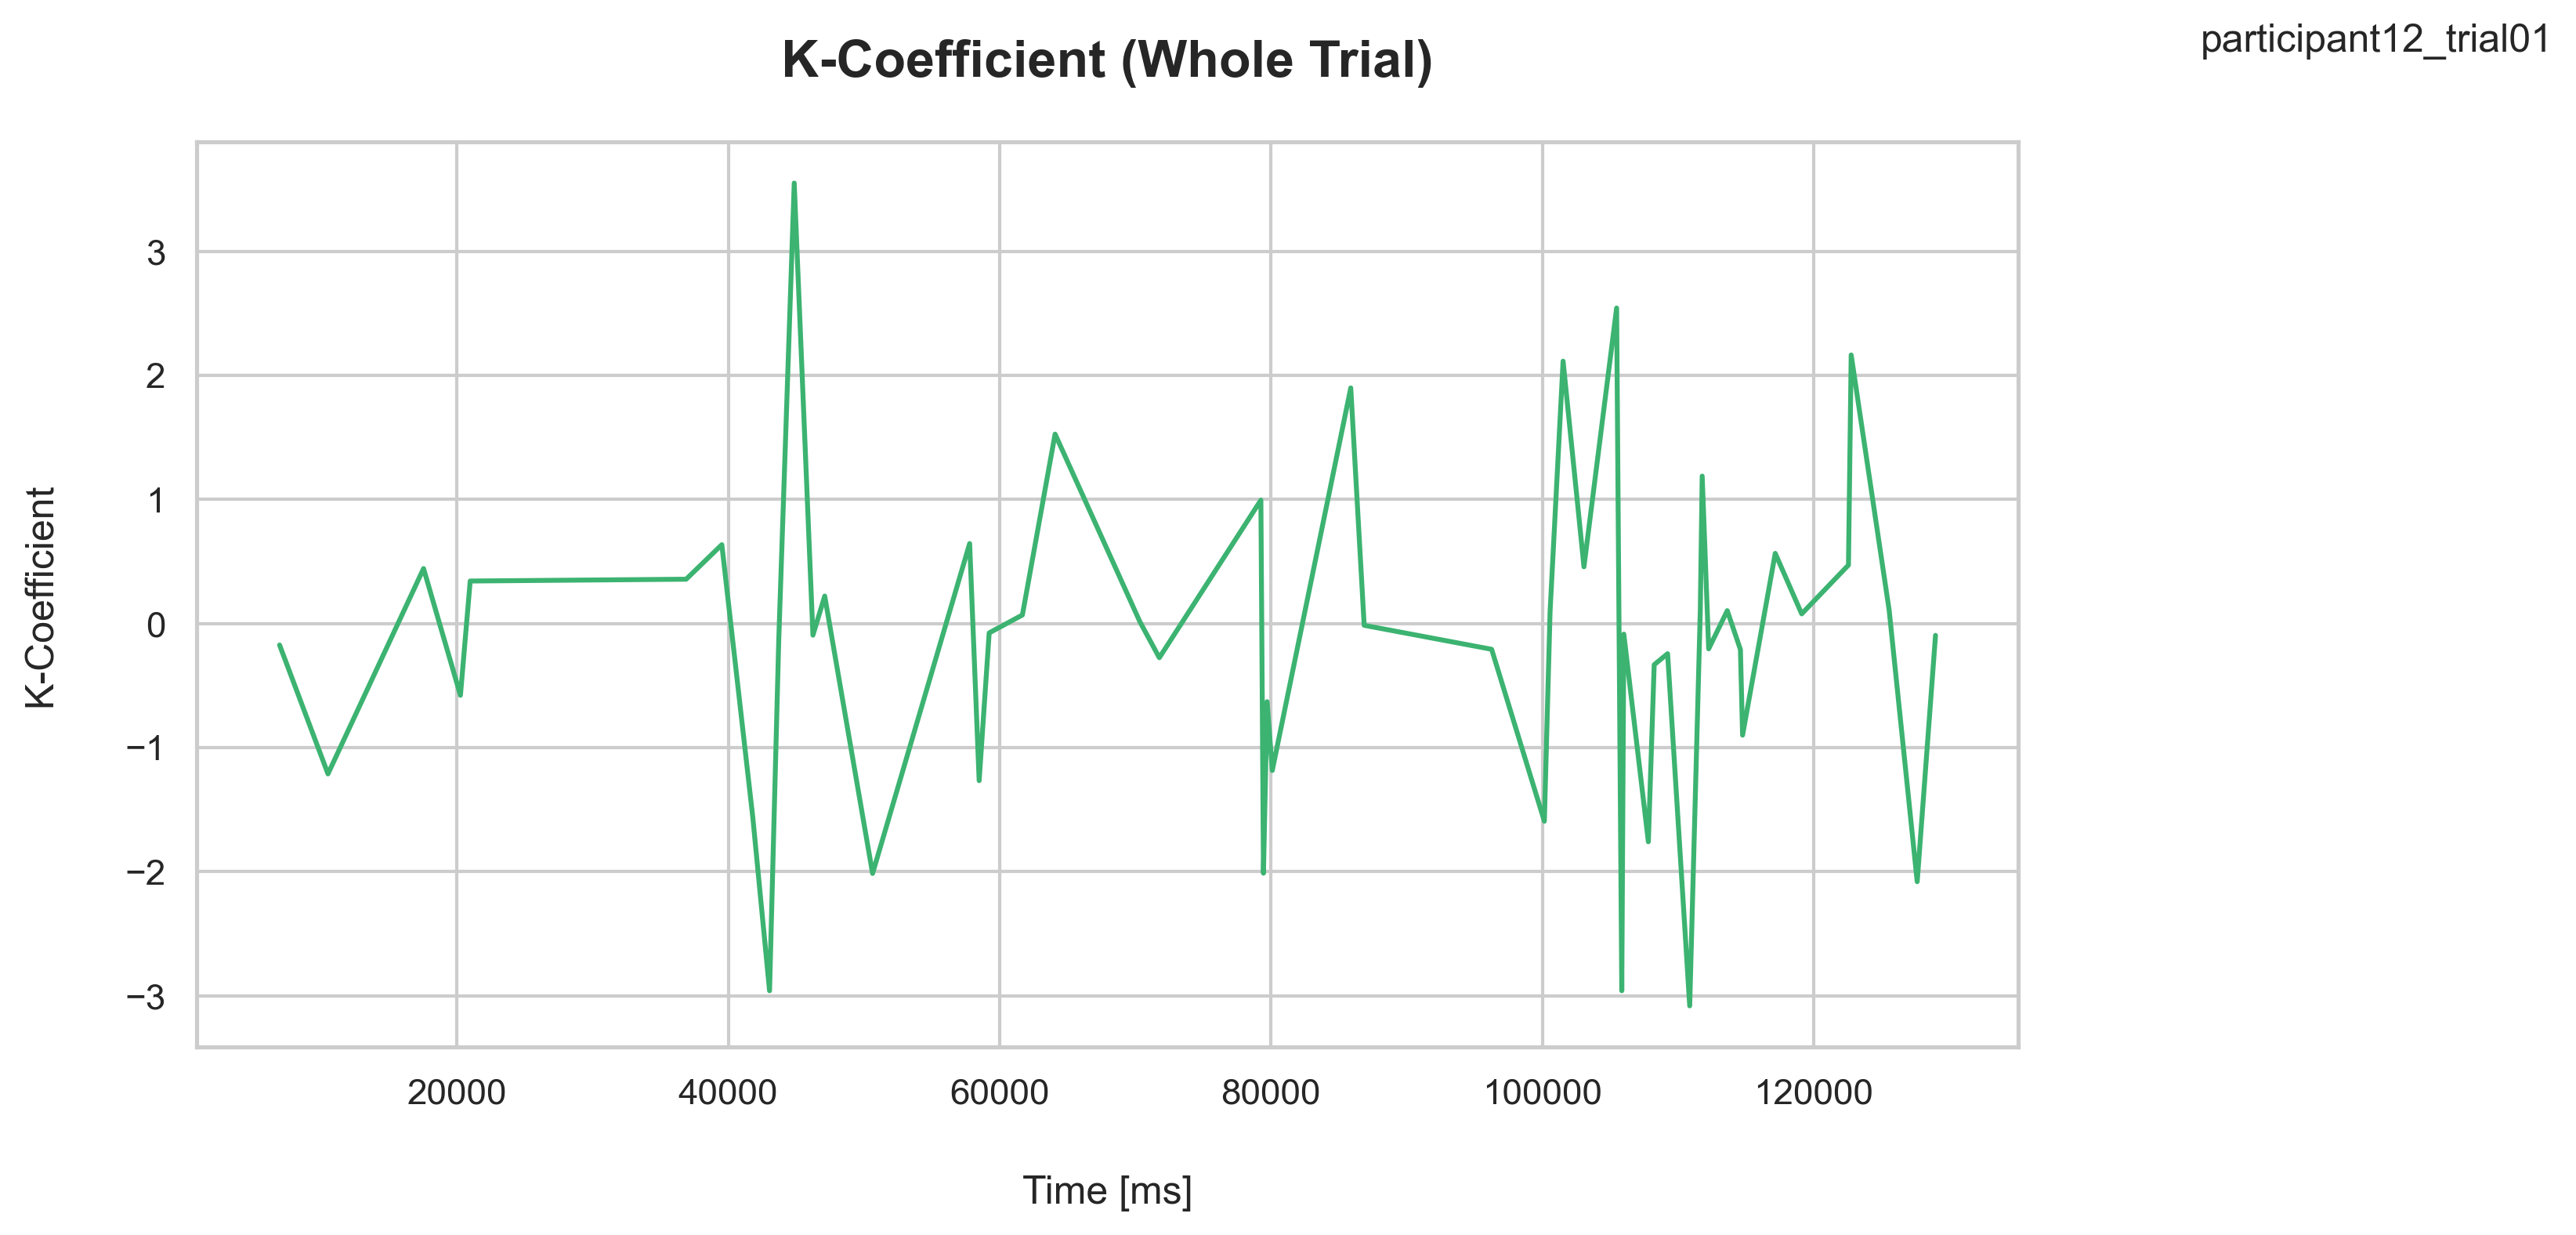 participant12_trial01
K-Coefficient (Whole Trial)
K-Coefficient
3
2
1
0
−1
−2
−3
20000 40000 60000 80000 100000 120000
Time [ms]